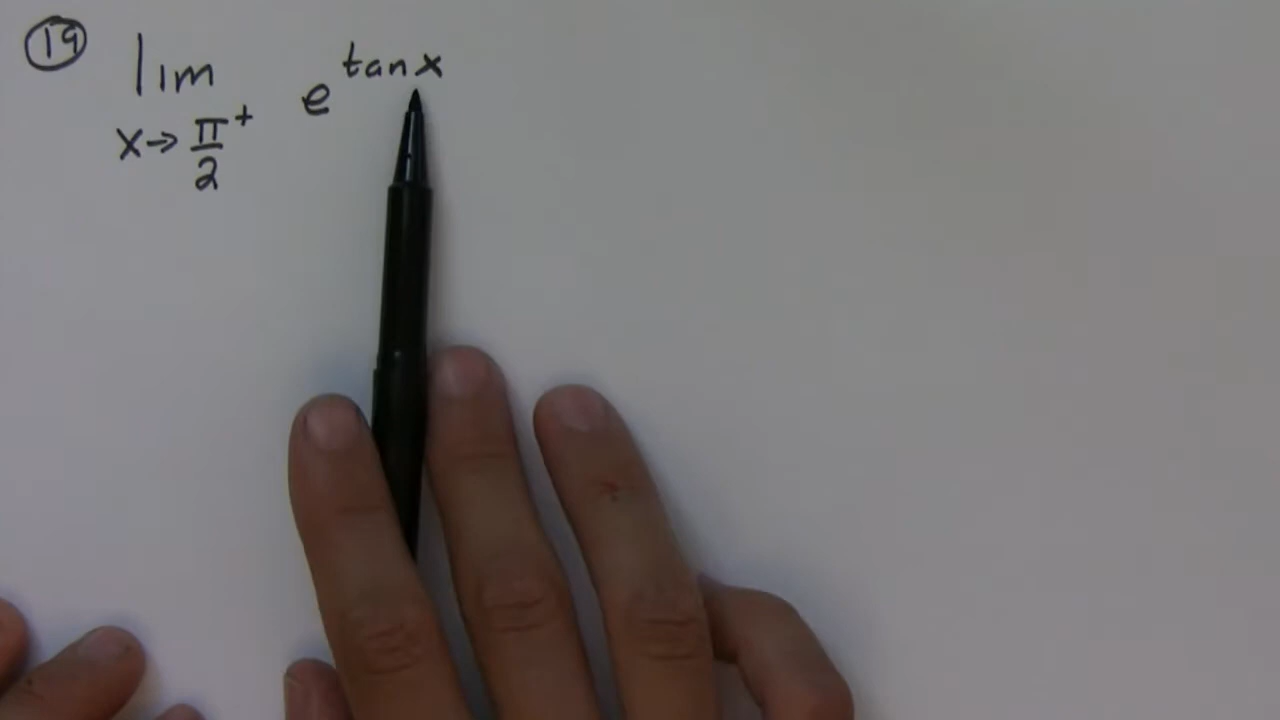 19 lim e^tan x
x→π/2⁺